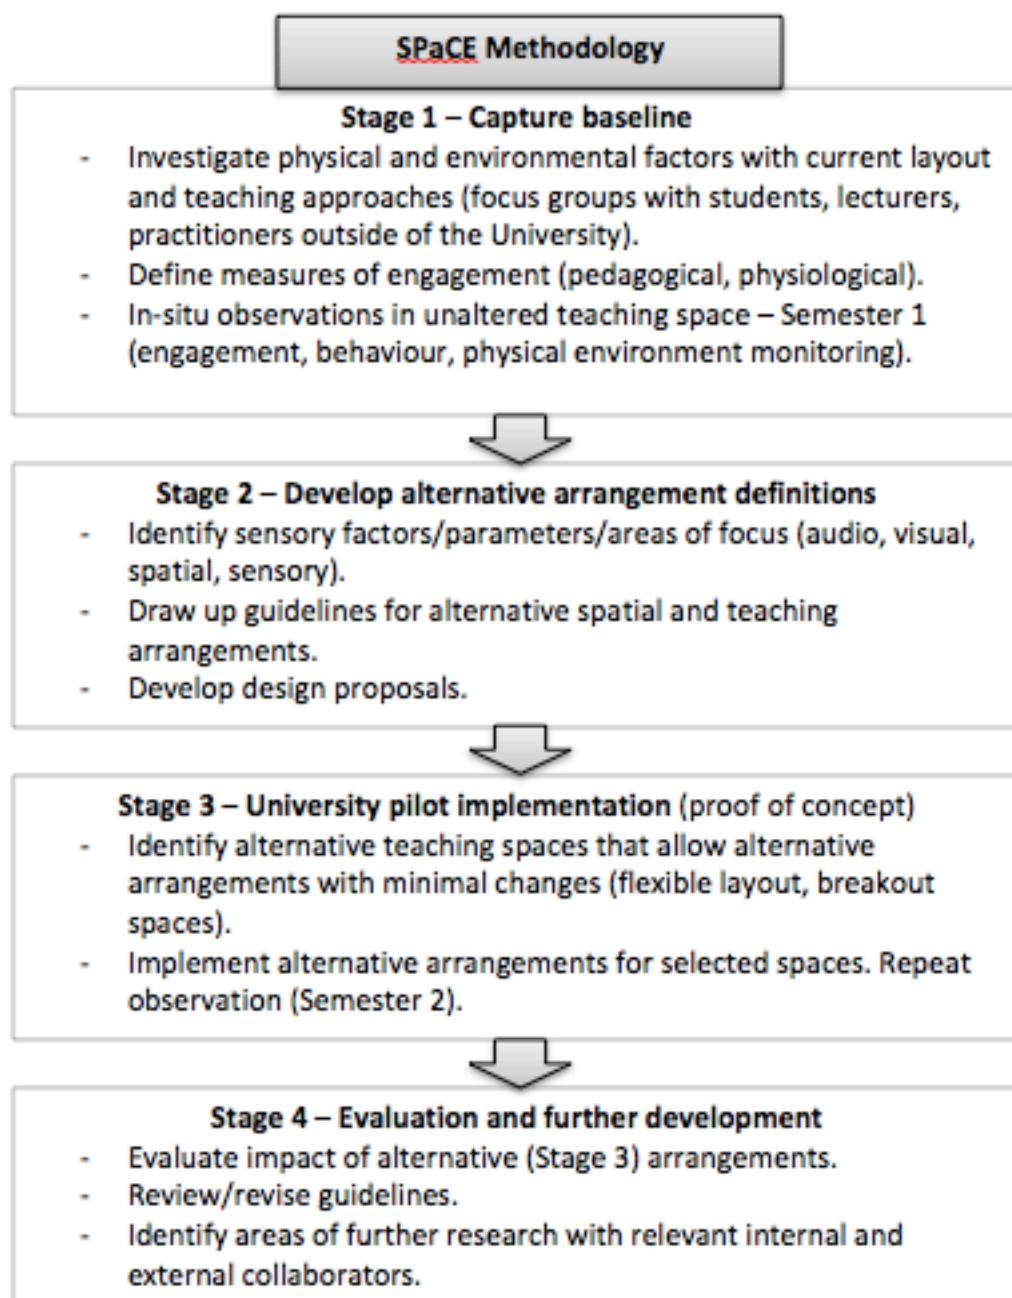 SPaCE Methodology
Stage 1 – Capture baseline
- Investigate physical and environmental factors with current layout
and teaching approaches (focus groups with students, lecturers,
practitioners outside of the University).
- Define measures of engagement (pedagogical, physiological).
- In-situ observations in unaltered teaching space – Semester 1
(engagement, behaviour, physical environment monitoring).
Stage 2 – Develop alternative arrangement definitions
- Identify sensory factors/parameters/areas of focus (audio, visual,
spatial, sensory).
- Draw up guidelines for alternative spatial and teaching
arrangements.
- Develop design proposals.
Stage 3 – University pilot implementation (proof of concept)
- Identify alternative teaching spaces that allow alternative
arrangements with minimal changes (flexible layout, breakout
spaces).
- Implement alternative arrangements for selected spaces. Repeat
observation (Semester 2).
Stage 4 – Evaluation and further development
- Evaluate impact of alternative (Stage 3) arrangements.
- Review/revise guidelines.
- Identify areas of further research with relevant internal and
external collaborators.